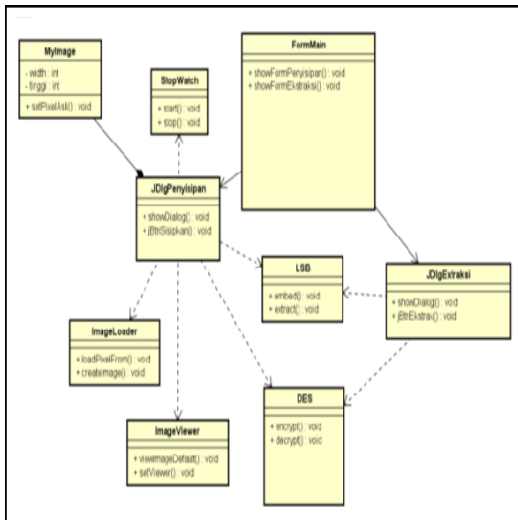 MyImage
- width : int
- tinggi : int
+ setPixelAsli() : void
StopWatch
+ start() : void
+ stop() : void
FormMain
+ showFormPenyisipan() : void
+ showFormEkstraksi() : void
JDlgPenyisipan
+ showDialog() : void
+ jBtnSisipkan() : void
LSB
+ embed() : void
+ extract() : void
JDlgExtraksi
+ showDialog() : void
+ jBtnEkstrak() : void
ImageLoader
+ loadPixelFrom() : void
+ createImage() : void
DES
+ encrypt() : void
+ decrypt() : void
ImageViewer
+ viewImageDefault() : void
+ setViewer() : void